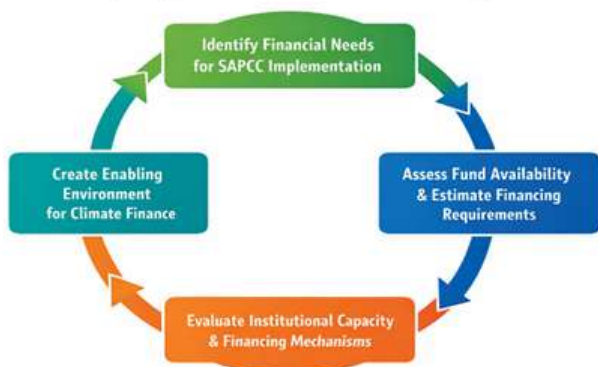 Identify Financial Needs
for SAPCC Implementation
Assess Fund Availability
& Estimate Financing
Requirements
Evaluate Institutional Capacity
& Financing Mechanisms
Create Enabling
Environment
for Climate Finance